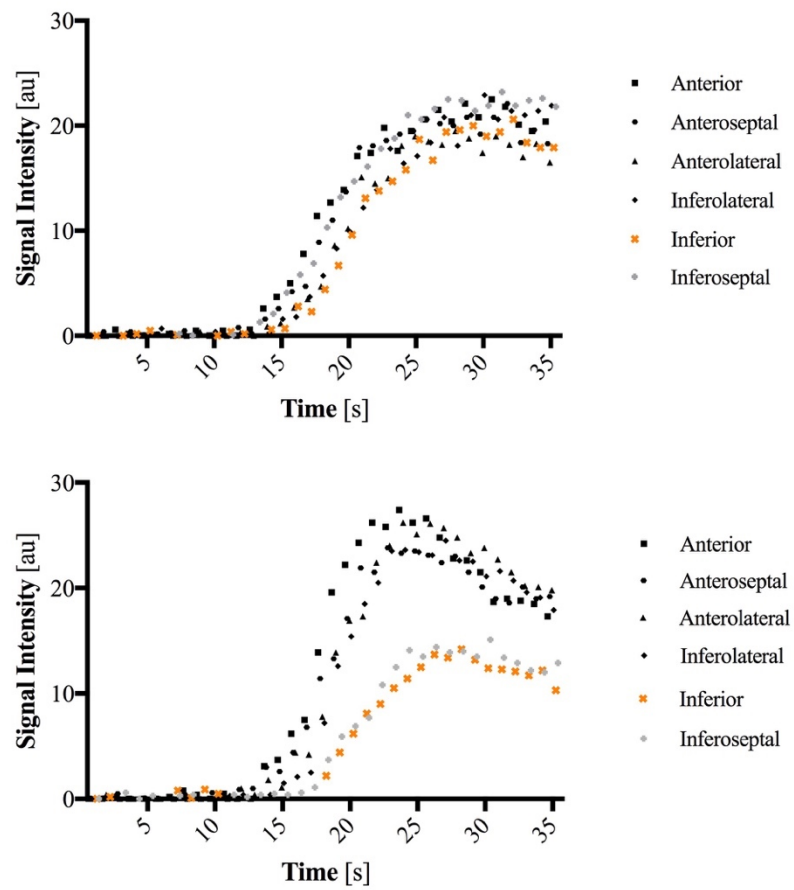 30
20
10
0
Signal Intensity [au]
5 10 15 20 25 30 35
Time [s]
Anterior
Anteroseptal
Anterolateral
Inferolateral
Inferior
Inferoseptal
30
20
10
0
Signal Intensity [au]
5 10 15 20 25 30 35
Time [s]
Anterior
Anteroseptal
Anterolateral
Inferolateral
Inferior
Inferoseptal